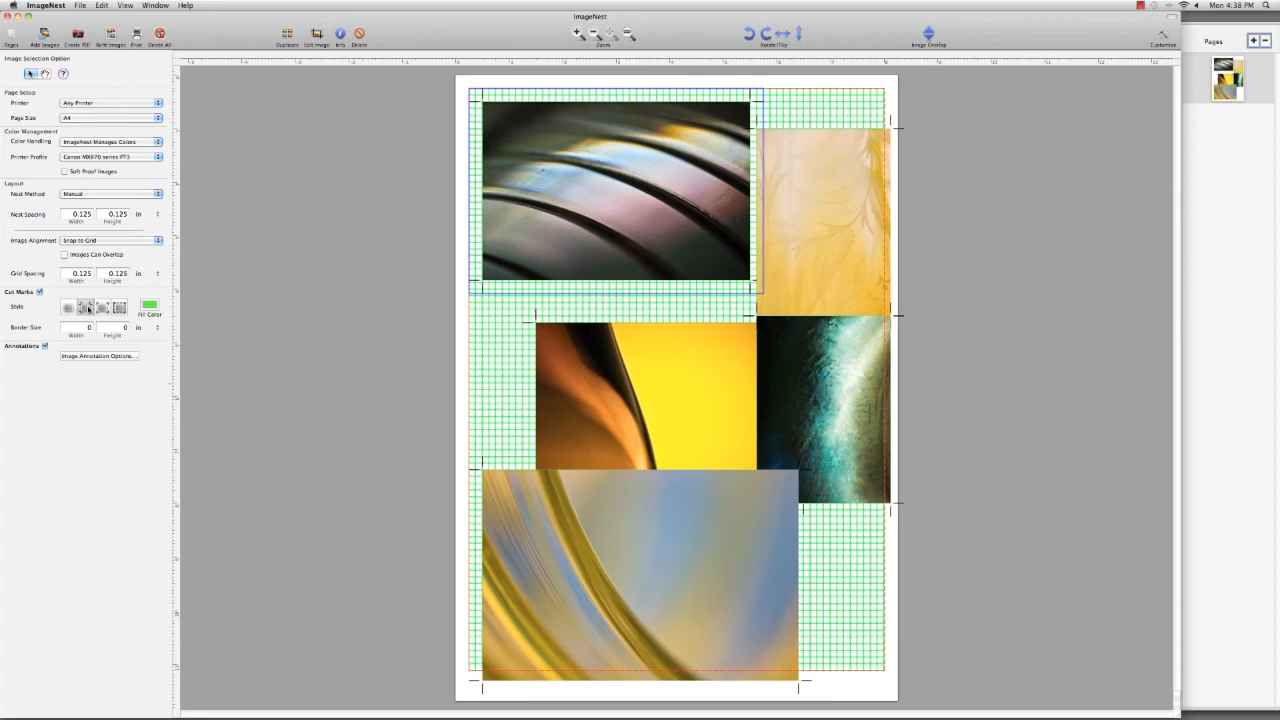 ImageNest File Edit View Window Help Mon 4:38 PM
ImageNest
Pages Add Images Create PDF Refit Images Print Delete All Duplicate Edit Image Info Delete Zoom Rotate/Flip Image Overlap Customize
Pages
Image Selection Option
?
Page Setup
Printer Any Printer
Page Size A4
Color Management
Color Handling ImageNest Manages Colors
Printer Profile Canon MX870 series PT3
Soft Proof Images
Layout
Nest Method Manual
Nest Spacing 0.125 0.125 in
Width Height
Image Alignment Snap to Grid
Images Can Overlap
Grid Spacing 0.125 0.125 in
Width Height
Cut Marks
Style
Fill Color
Border Size 0 0 in
Width Height
Annotations
Image Annotation Options...